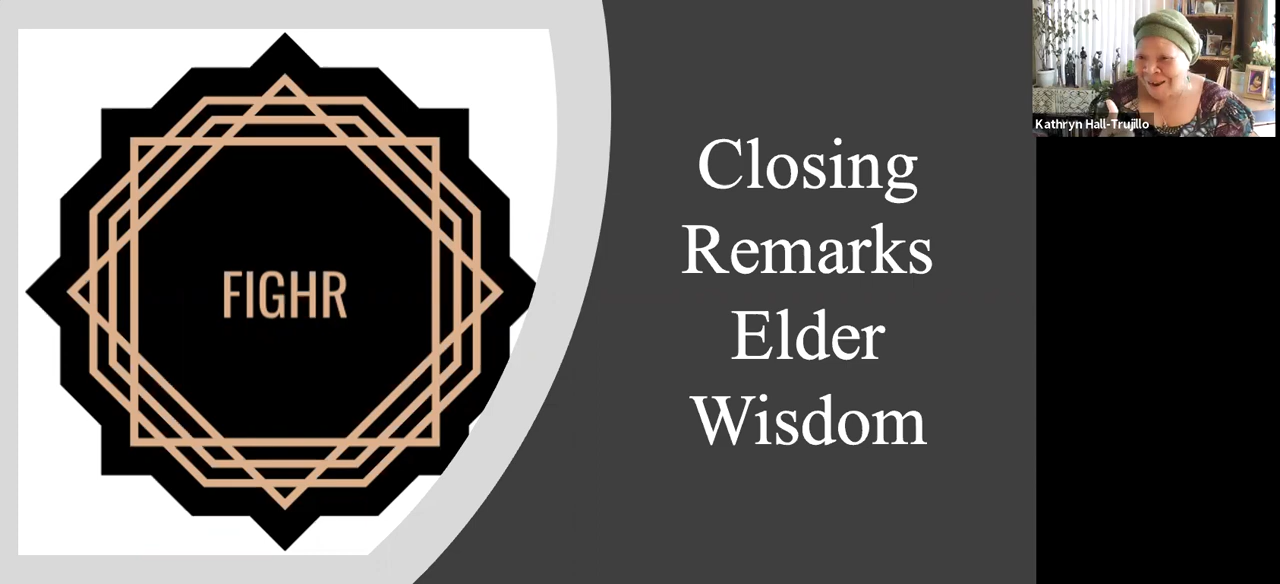 FIGHR
Closing
Remarks
Elder
Wisdom
Kathryn Hall-Trujillo